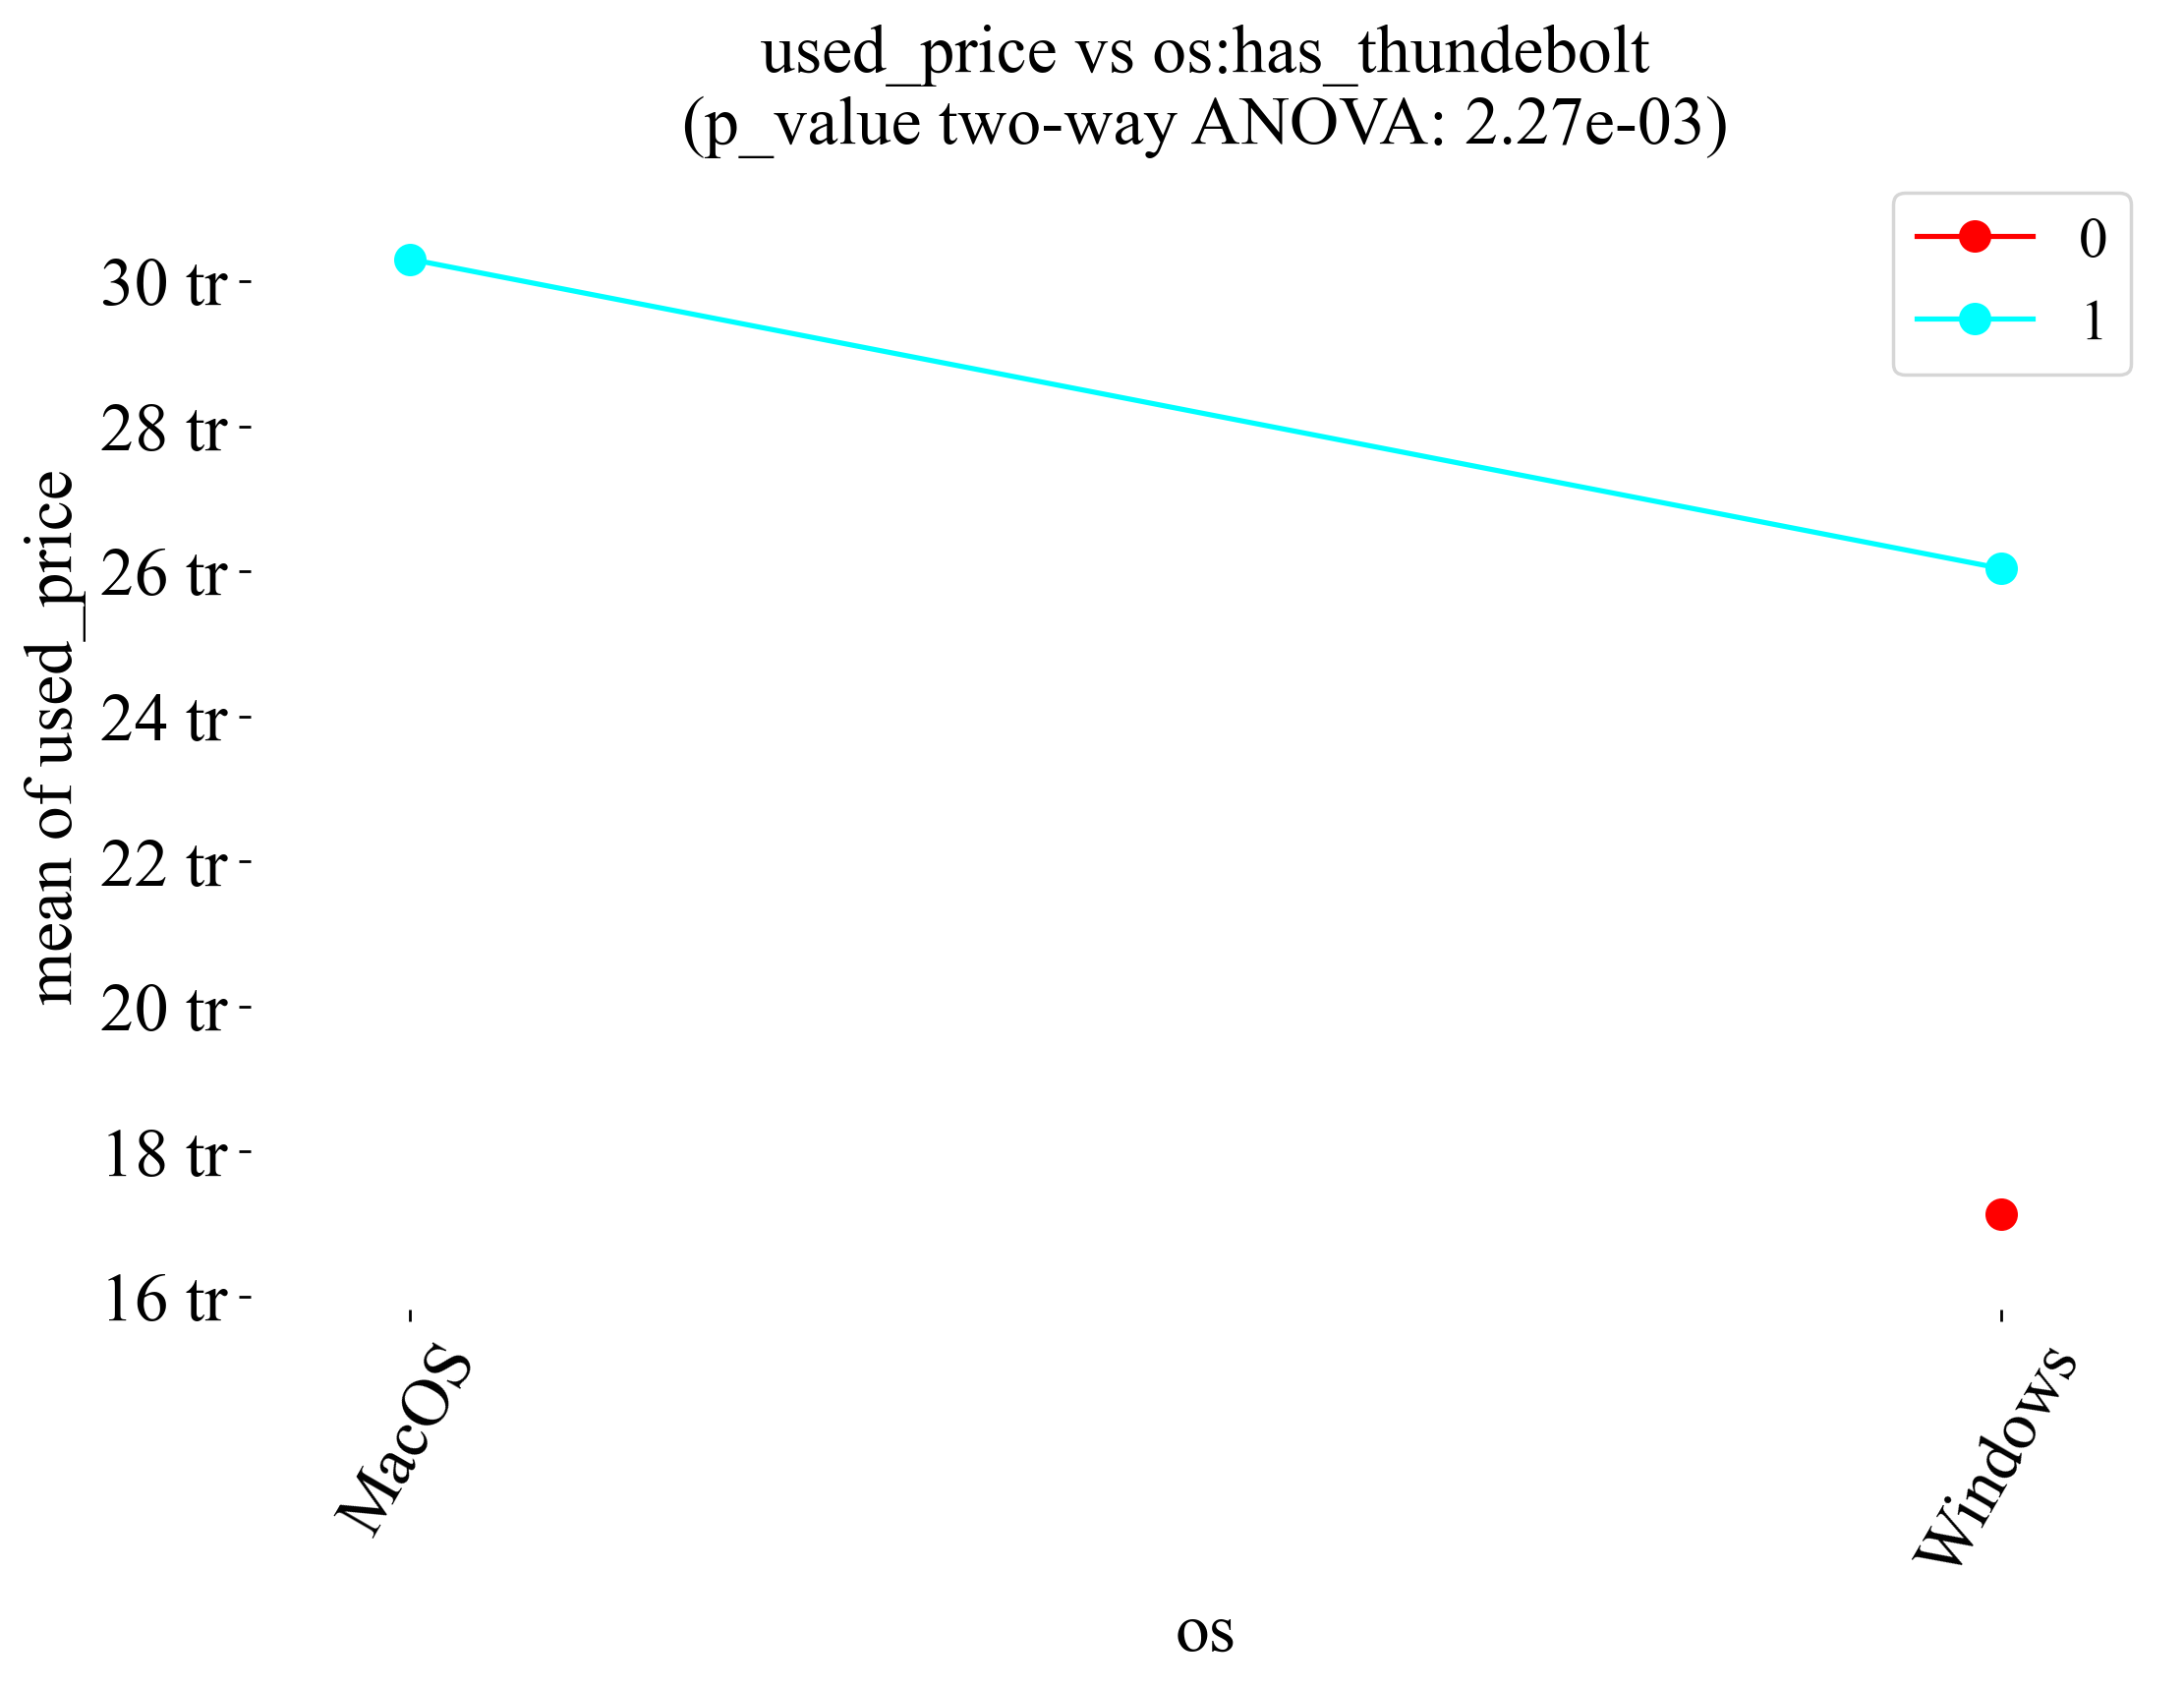 used_price vs os:has_thundebolt
(p_value two-way ANOVA: 2.27e-03)
0
1
30 tr
28 tr
26 tr
24 tr
22 tr
20 tr
18 tr
16 tr
mean of used_price
MacOS
Windows
os